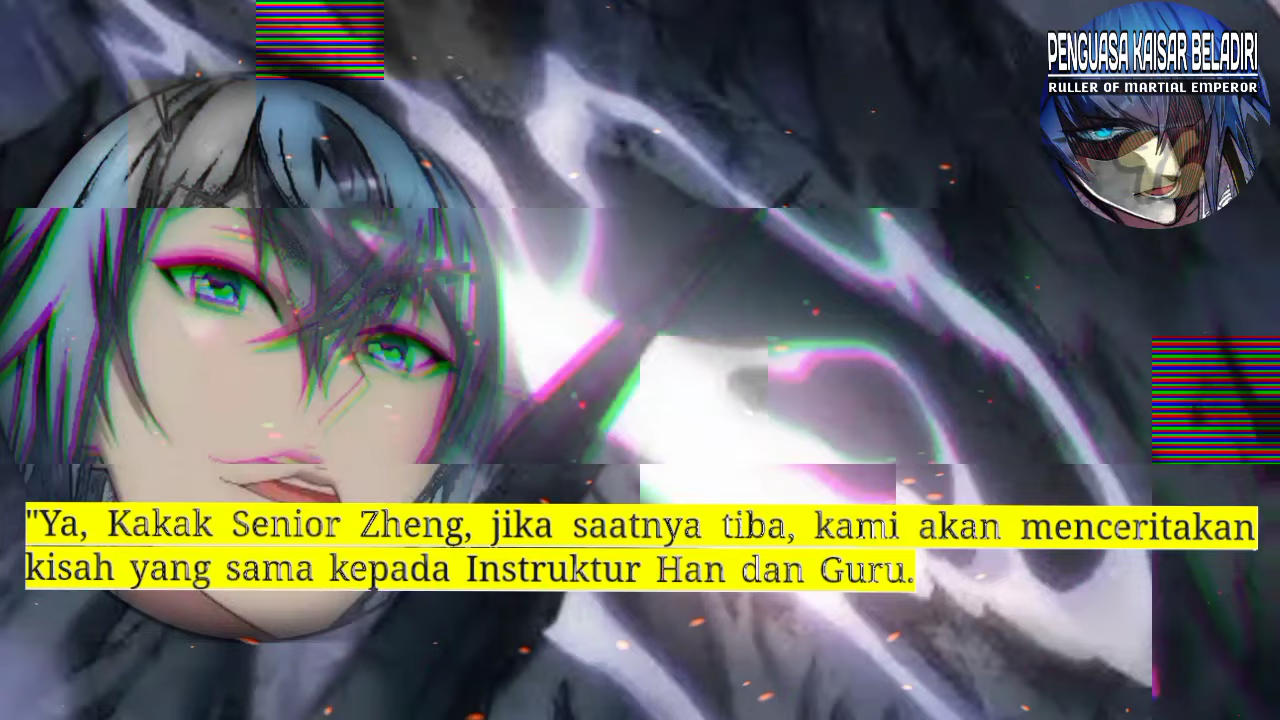 PENGUASA KAISAR BELADIRI
RULLER OF MARTIAL EMPEROR
"Ya, Kakak Senior Zheng, jika saatnya tiba, kami akan menceritakan
kisah yang sama kepada Instruktur Han dan Guru.